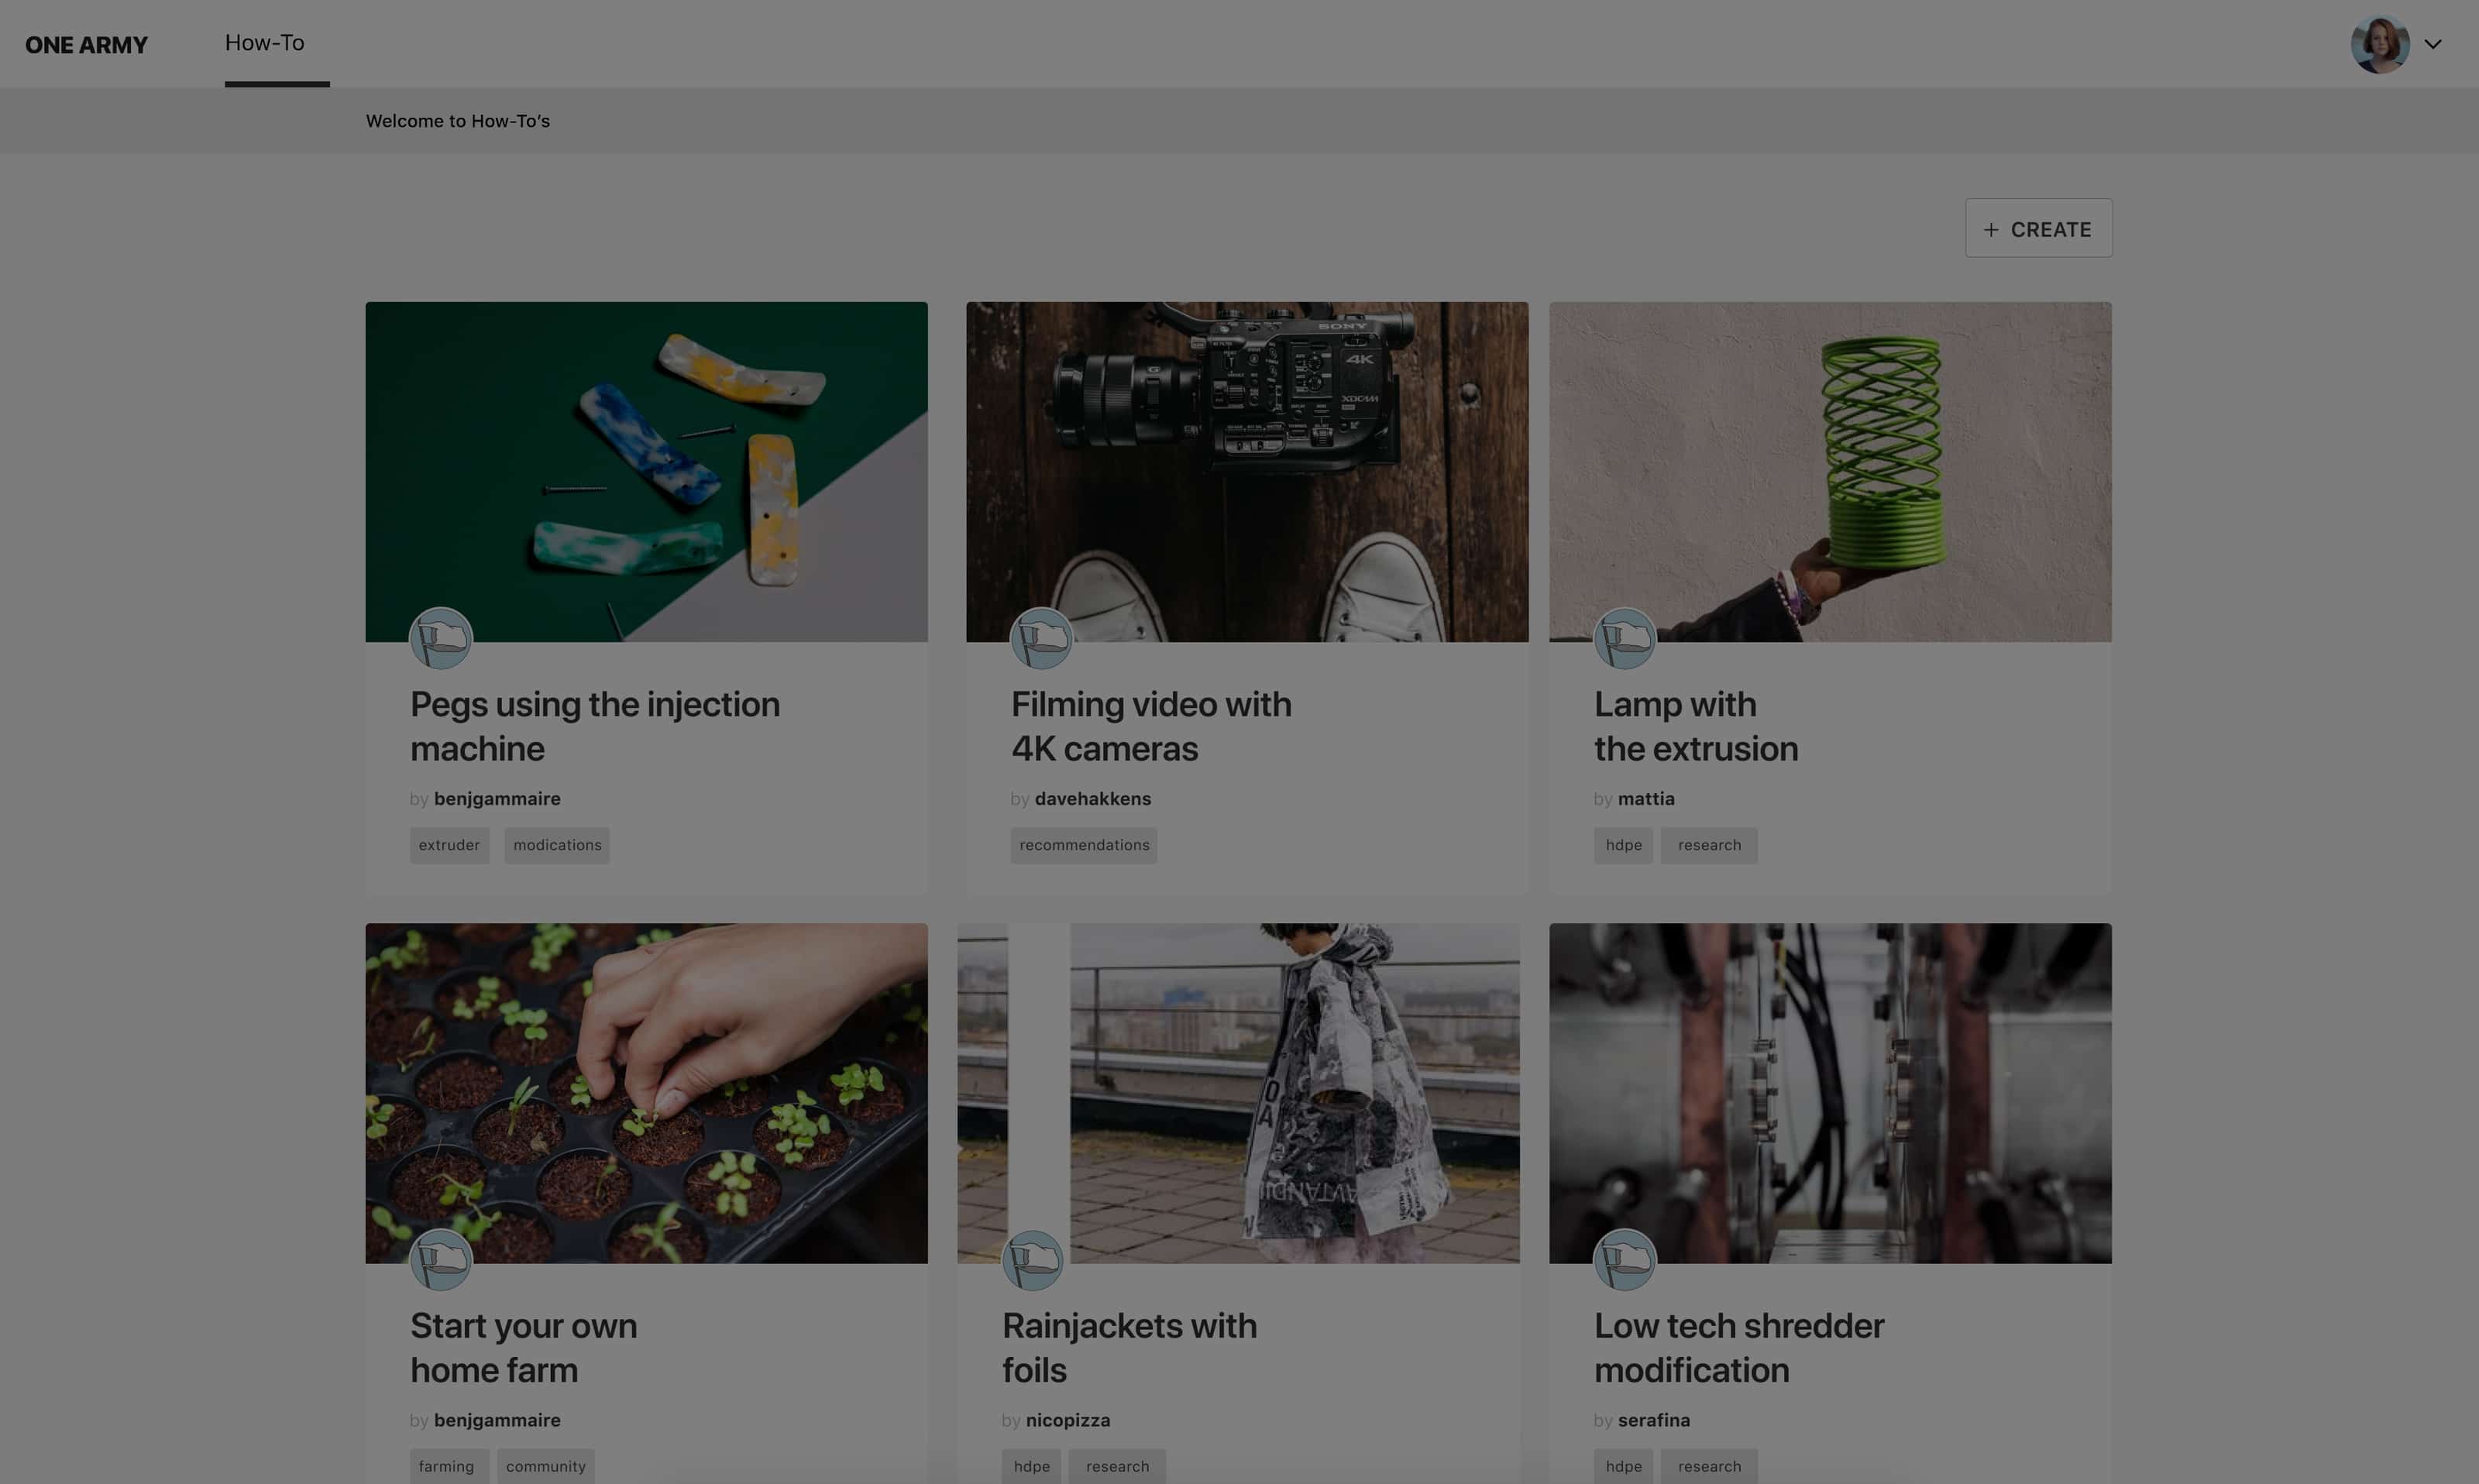 ONE ARMY
How-To
Welcome to How-To's
+ CREATE
SONY
4K
XDCAM
Pegs using the injection
machine
by benjgammaire
extruder modications
Filming video with
4K cameras
by davehakkens
recommendations
Lamp with
the extrusion
by mattia
hdpe research
Start your own
home farm
by benjgammaire
farming community
Rainjackets with
foils
by nicopizza
hdpe research
Low tech shredder
modification
by serafina
hdpe research